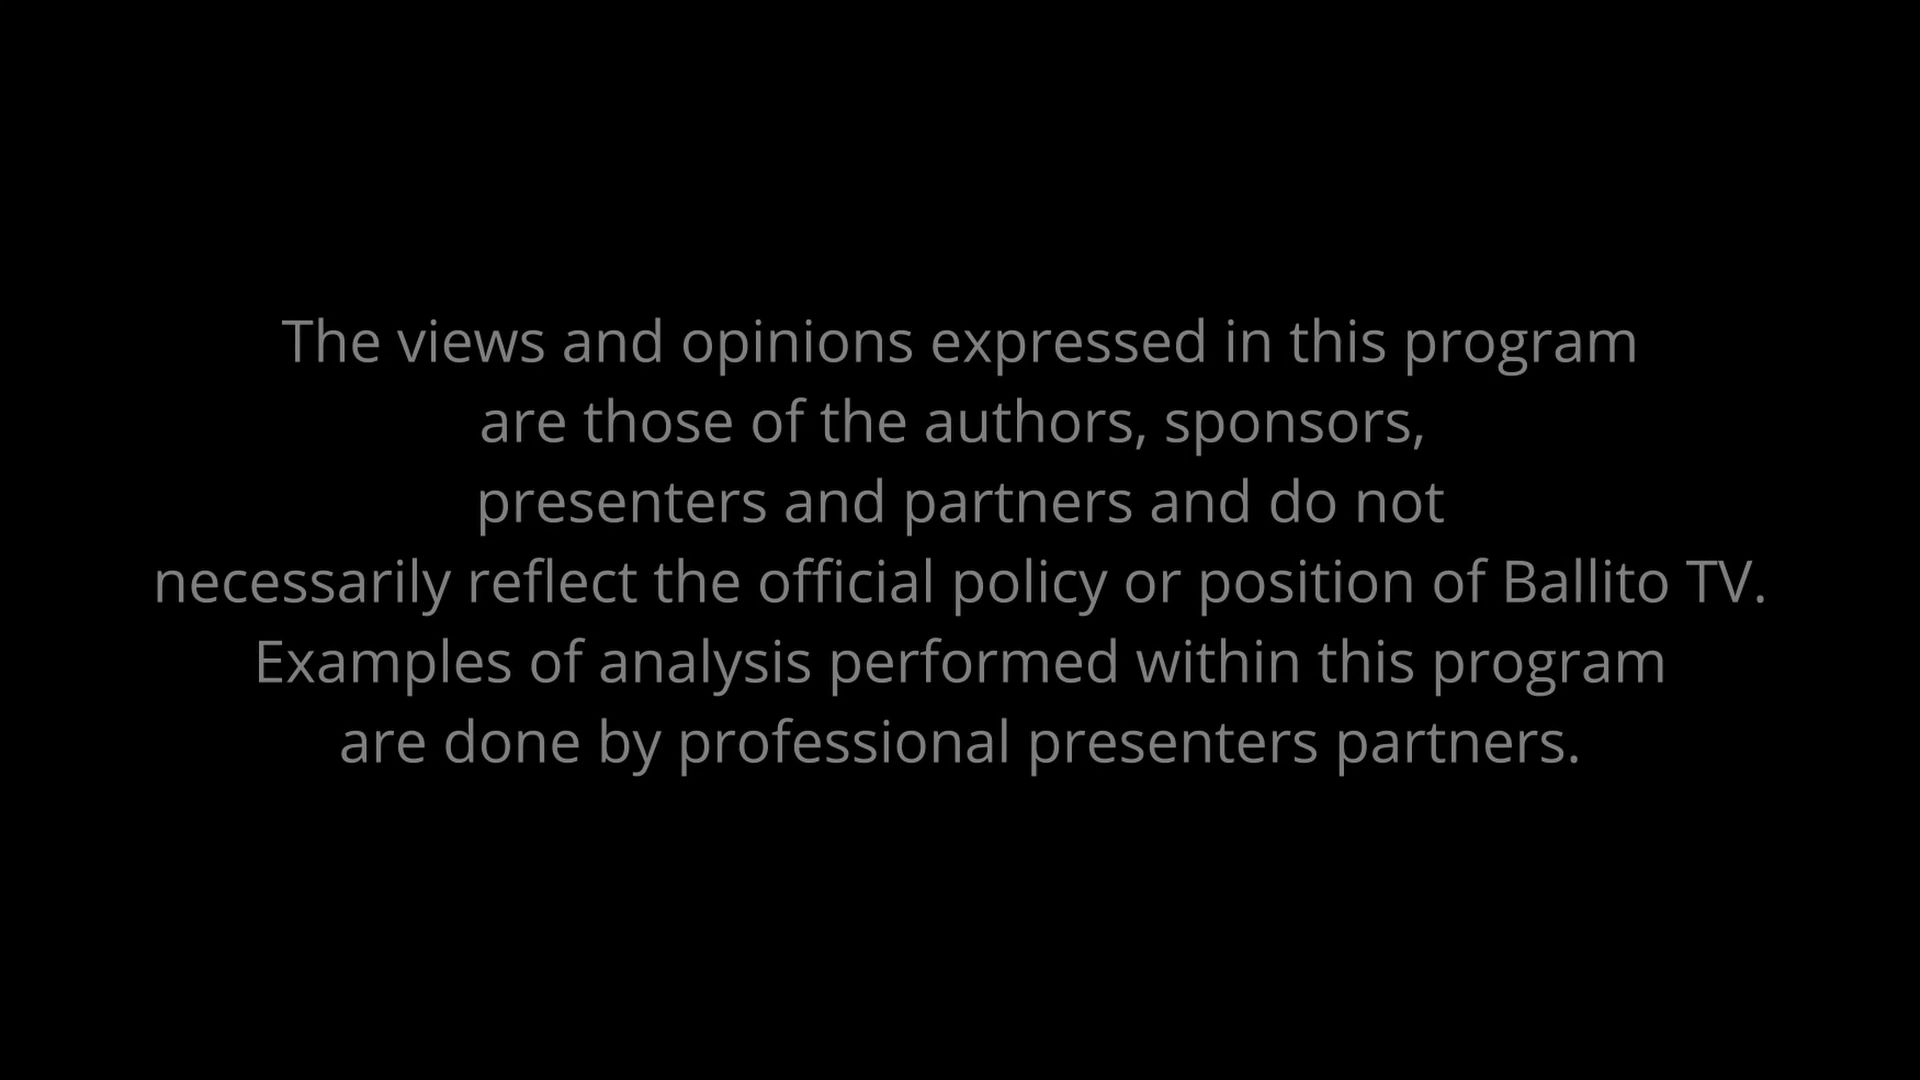 The views and opinions expressed in this program
are those of the authors, sponsors,
presenters and partners and do not
necessarily reflect the official policy or position of Ballito TV.
Examples of analysis performed within this program
are done by professional presenters partners.